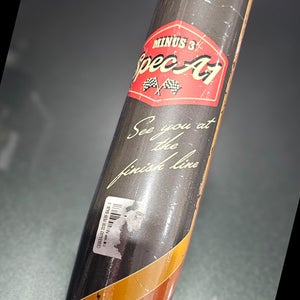 MINUS 3
Spec A1
See you at
the
finish line